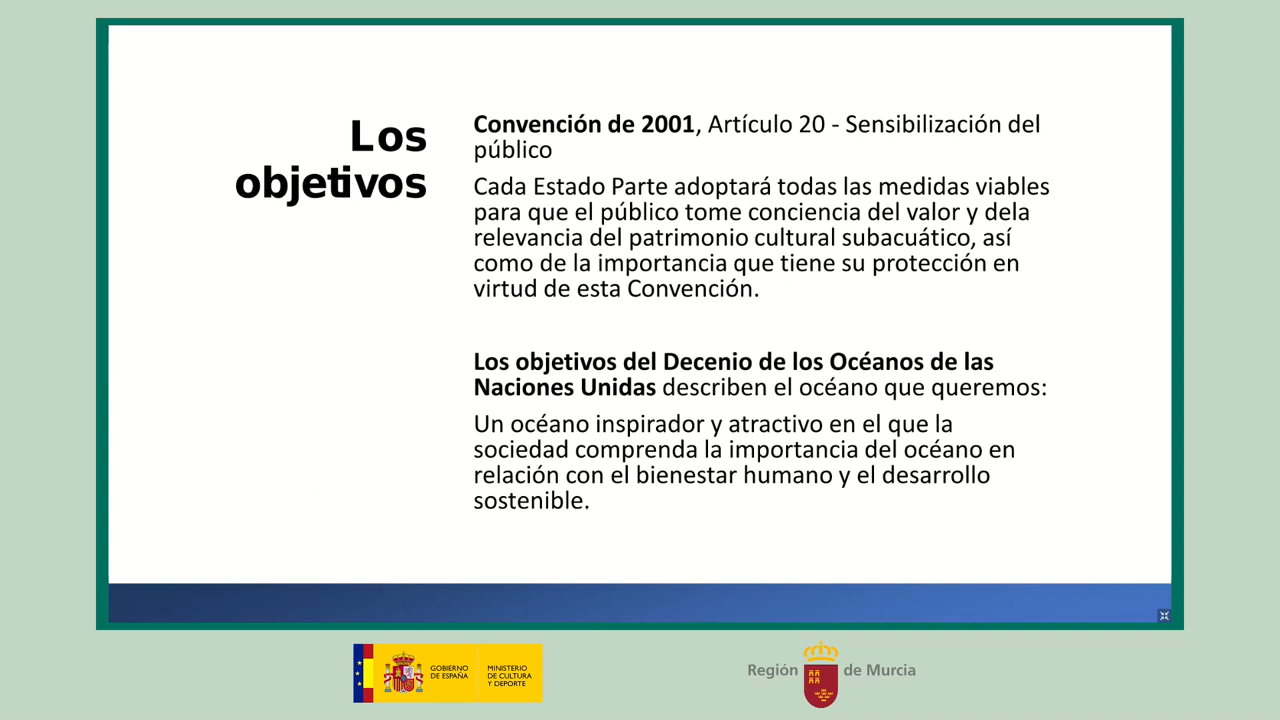 Los
objetivos
Convención de 2001, Artículo 20 - Sensibilización del
público
Cada Estado Parte adoptará todas las medidas viables
para que el público tome conciencia del valor y dela
relevancia del patrimonio cultural subacuático, así
como de la importancia que tiene su protección en
virtud de esta Convención.
Los objetivos del Decenio de los Océanos de las
Naciones Unidas describen el océano que queremos:
Un océano inspirador y atractivo en el que la
sociedad comprenda la importancia del océano en
relación con el bienestar humano y el desarrollo
sostenible.
GOBIERNO
DE ESPAÑA
MINISTERIO
DE CULTURA
Y DEPORTE
Región de Murcia